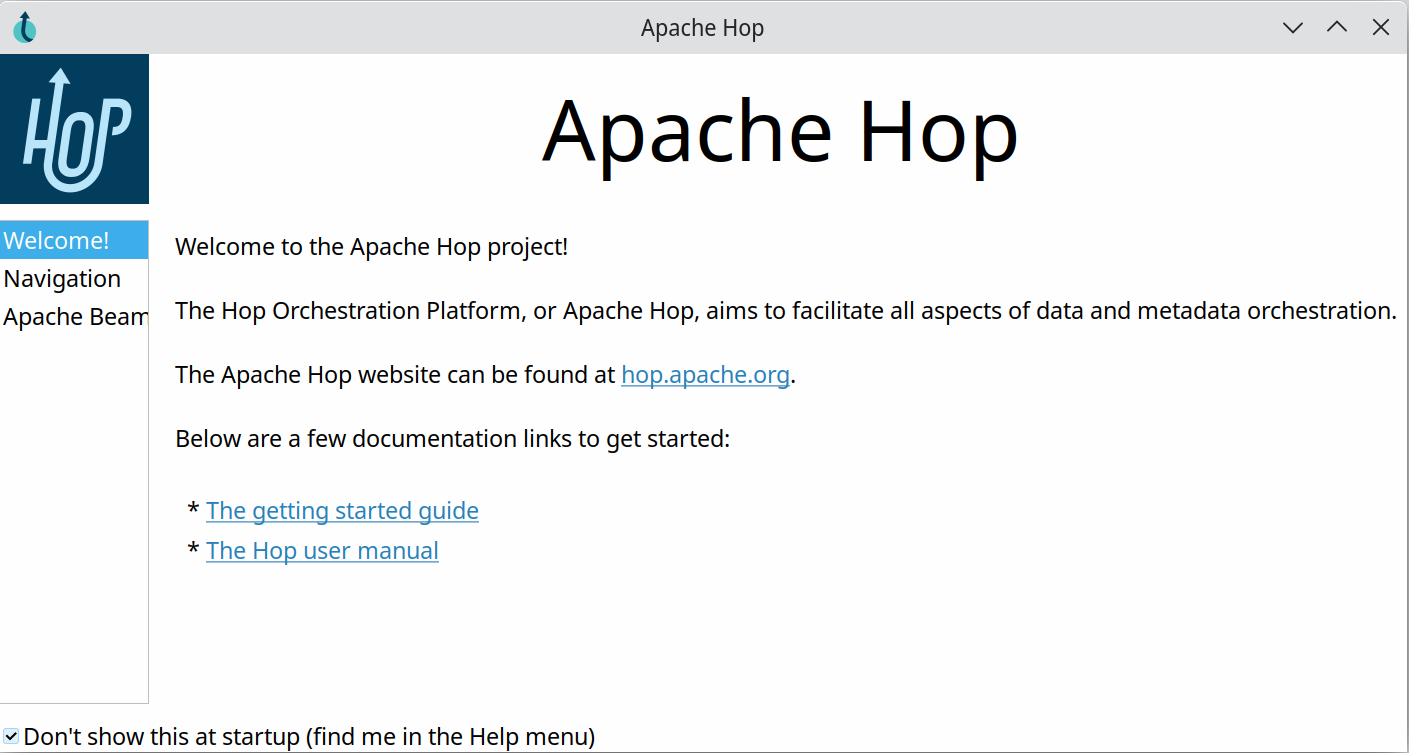 Apache Hop
HOP
Apache Hop
Welcome!
Navigation
Apache Beam
Welcome to the Apache Hop project!
The Hop Orchestration Platform, or Apache Hop, aims to facilitate all aspects of data and metadata orchestration.
The Apache Hop website can be found at hop.apache.org.
Below are a few documentation links to get started:
* The getting started guide
* The Hop user manual
Don't show this at startup (find me in the Help menu)